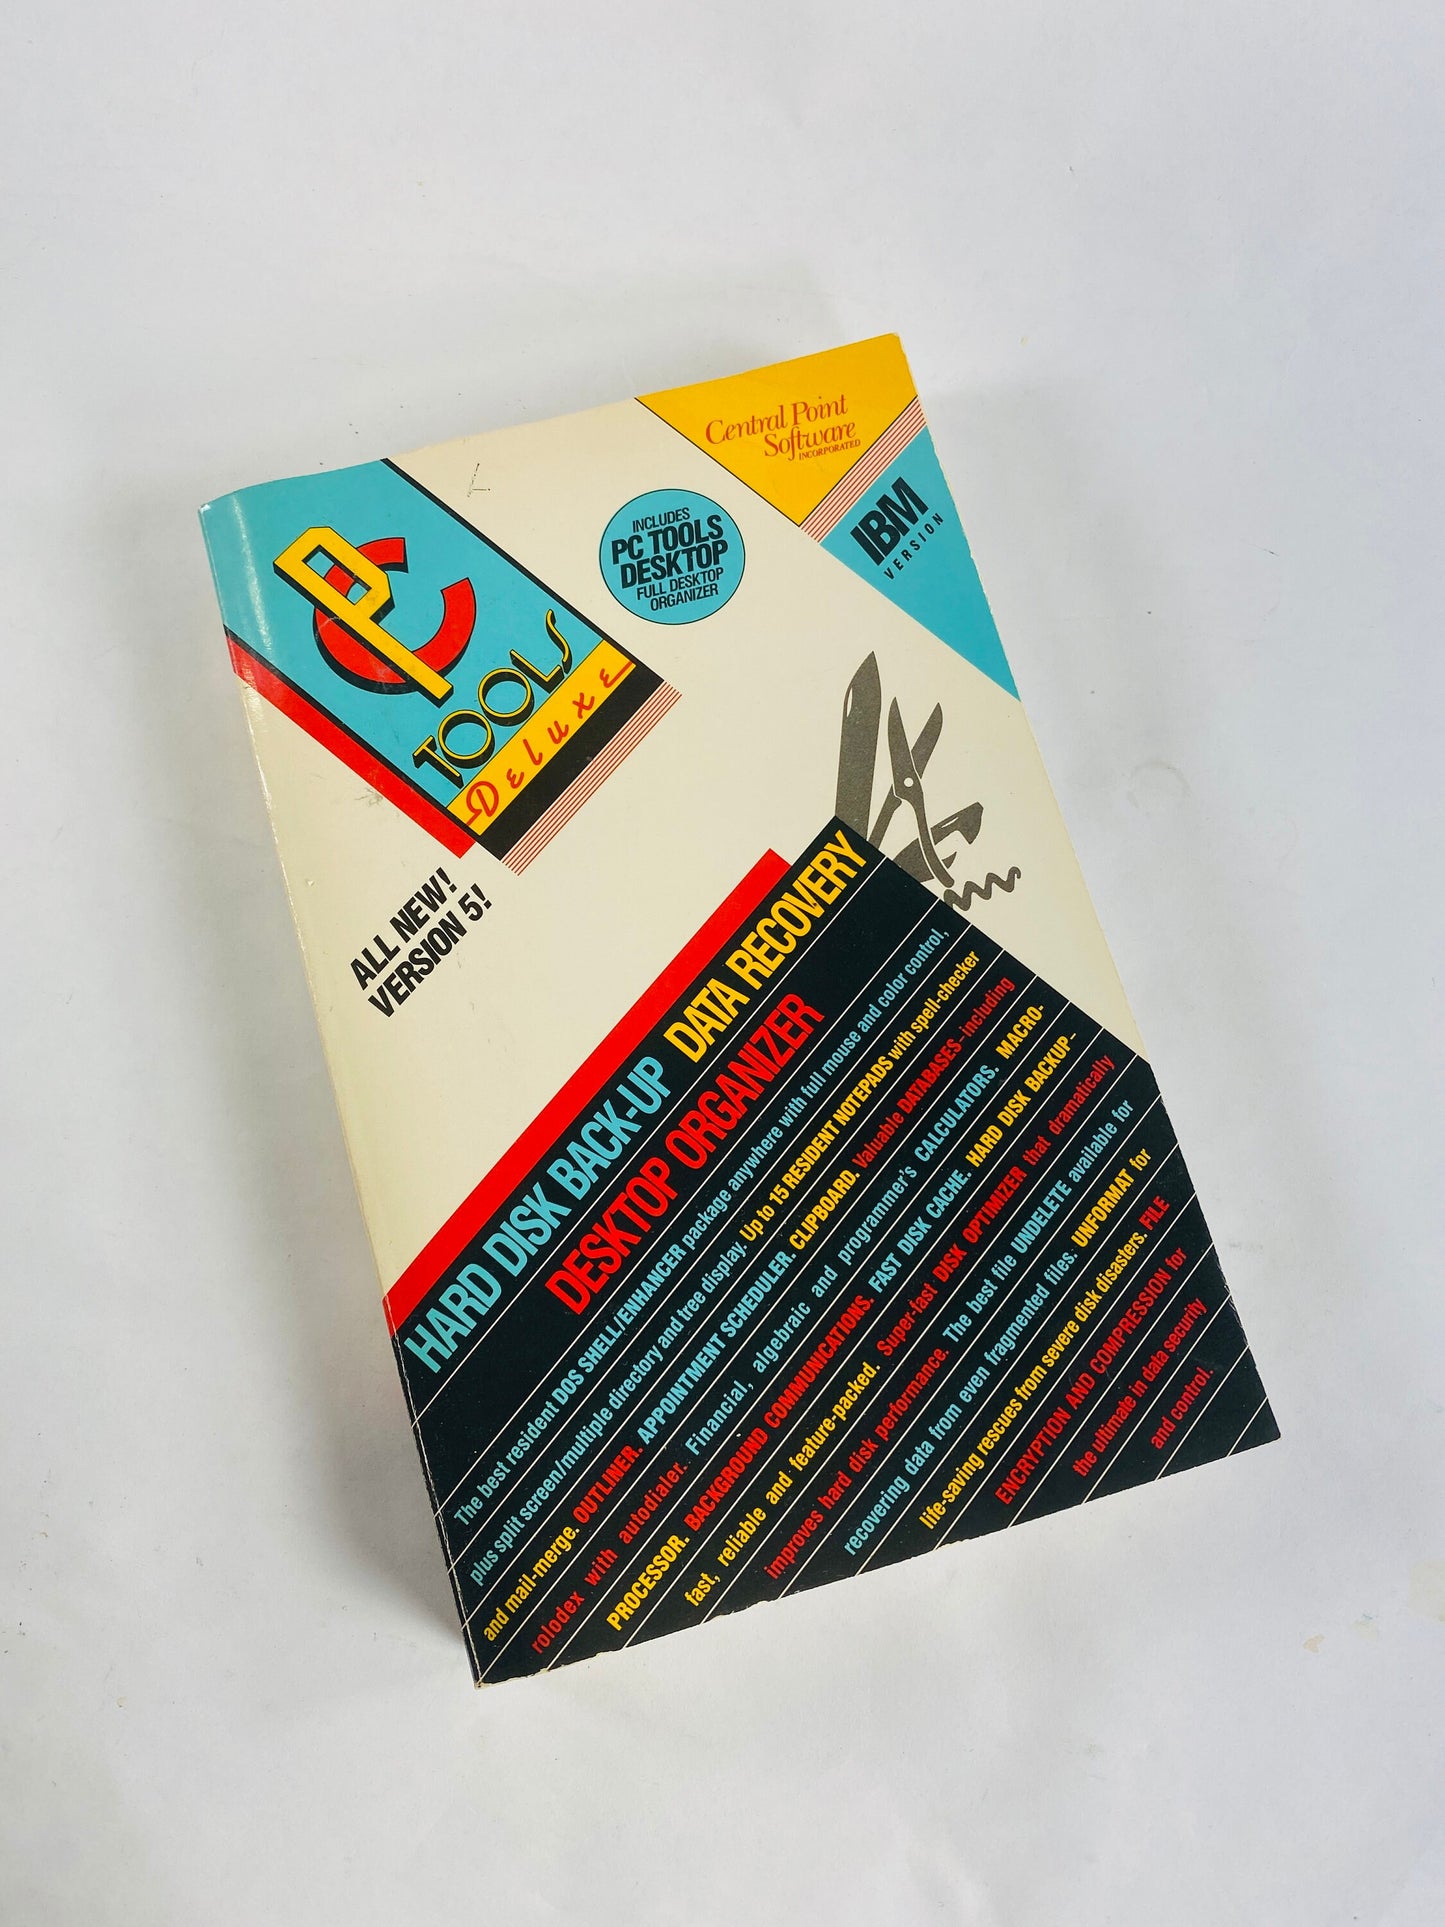 Central Point
Software
INCORPORATED
IBM
VERSION
INCLUDES
PC TOOLS
DESKTOP
FULL DESKTOP
ORGANIZER
PC
TOOLS
Deluxe
ALL NEW!
VERSION 5!
HARD DISK BACK-UP DATA RECOVERY
DESKTOP ORGANIZER
The best resident DOS SHELL/ENHANCER package anywhere with full mouse and color control,
plus split screen/multiple directory and tree display. Up to 15 RESIDENT NOTEPADS with spell-checker
and mail-merge. OUTLINER. APPOINTMENT SCHEDULER. CLIPBOARD. Valuable DATABASES–including
rolodex with autodialer. Financial, algebraic and programmer's CALCULATORS. MACRO-
PROCESSOR. BACKGROUND COMMUNICATIONS. FAST DISK CACHE. HARD DISK BACKUP–
fast, reliable and feature-packed. Super-fast DISK OPTIMIZER that dramatically
improves hard disk performance. The best file UNDELETE available for
recovering data from even fragmented files. UNFORMAT for
life-saving rescues from severe disk disasters. FILE
ENCRYPTION AND COMPRESSION for
the ultimate in data security
and control.